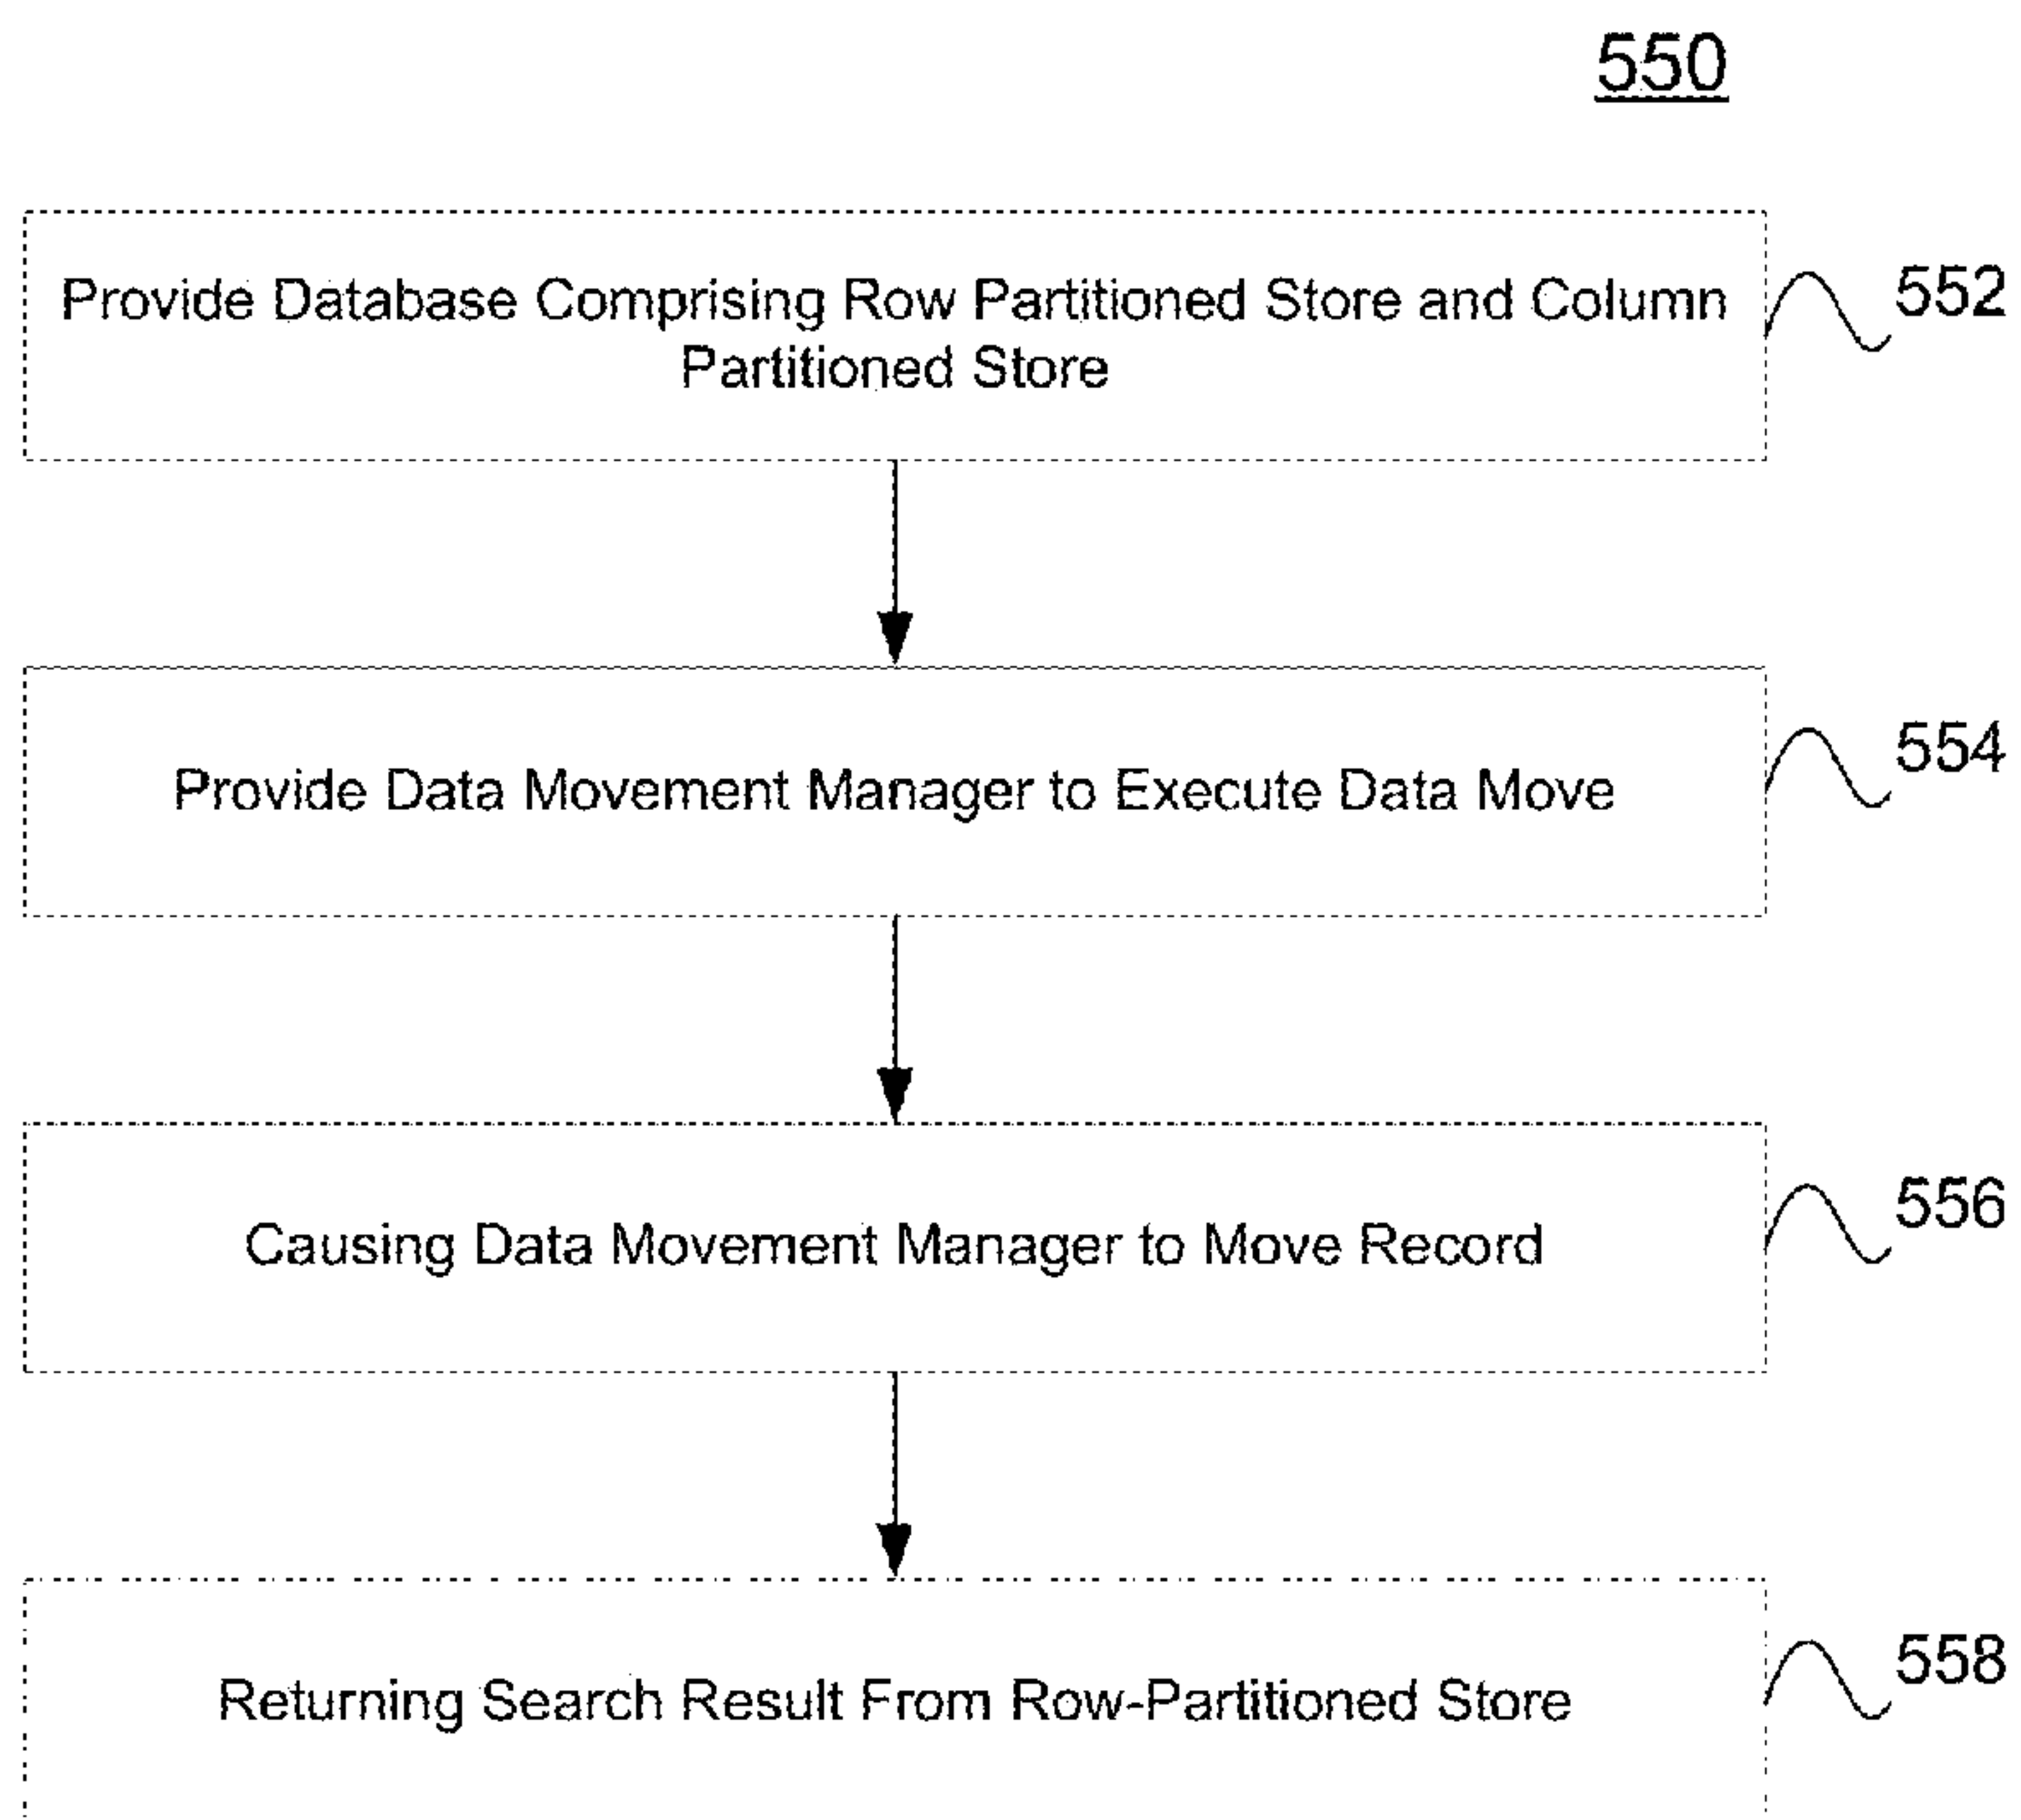 550
Provide Database Comprising Row Partitioned Store and Column
Partitioned Store
552
Provide Data Movement Manager to Execute Data Move
554
Causing Data Movement Manager to Move Record
556
Returning Search Result From Row-Partitioned Store
558